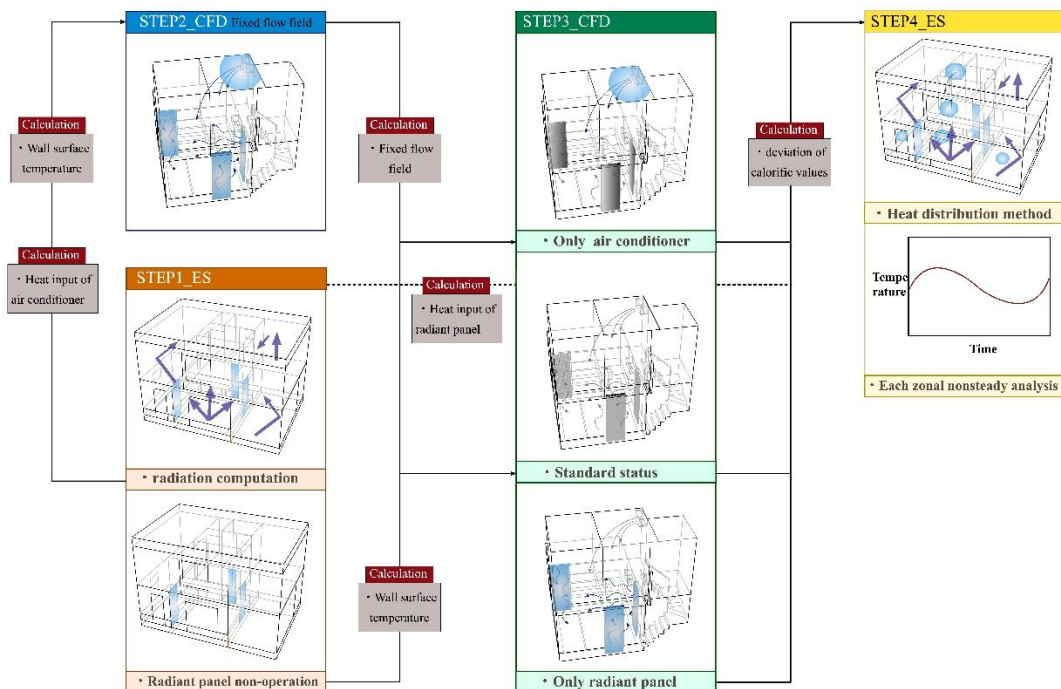 STEP2_CFD Fixed flow field
STEP3_CFD
STEP4_ES
Calculation
・Wall surface
temperature
Calculation
・Fixed flow
field
Calculation
・deviation of
calorific values
・Heat distribution method
・Only air conditioner
Calculation
・Heat input of
air conditioner
STEP1_ES
Calculation
・Heat input of
radiant panel
Tempe
rature
Time
・Each zonal nonsteady analysis
・radiation computation
・Standard status
Calculation
・Wall surface
temperature
・Radiant panel non-operation
・Only radiant panel